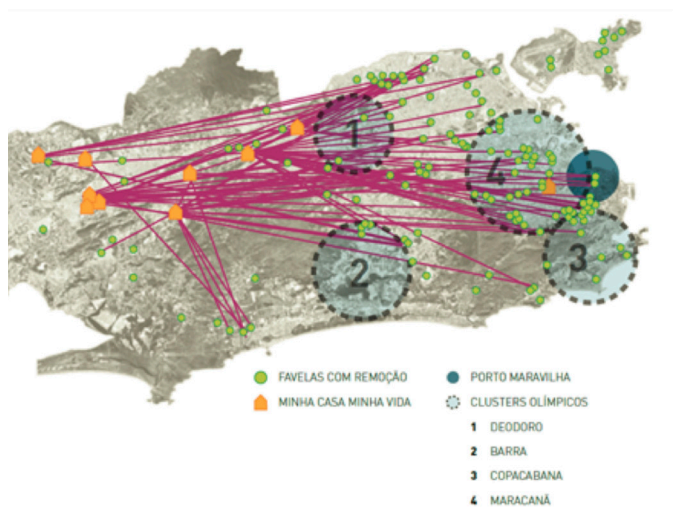 1
4
2
3
FAVELAS COM REMOÇÃO
PORTO MARAVILHA
MINHA CASA MINHA VIDA
CLUSTERS OLÍMPICOS
1 DEODORO
2 BARRA
3 COPACABANA
4 MARACANÃ